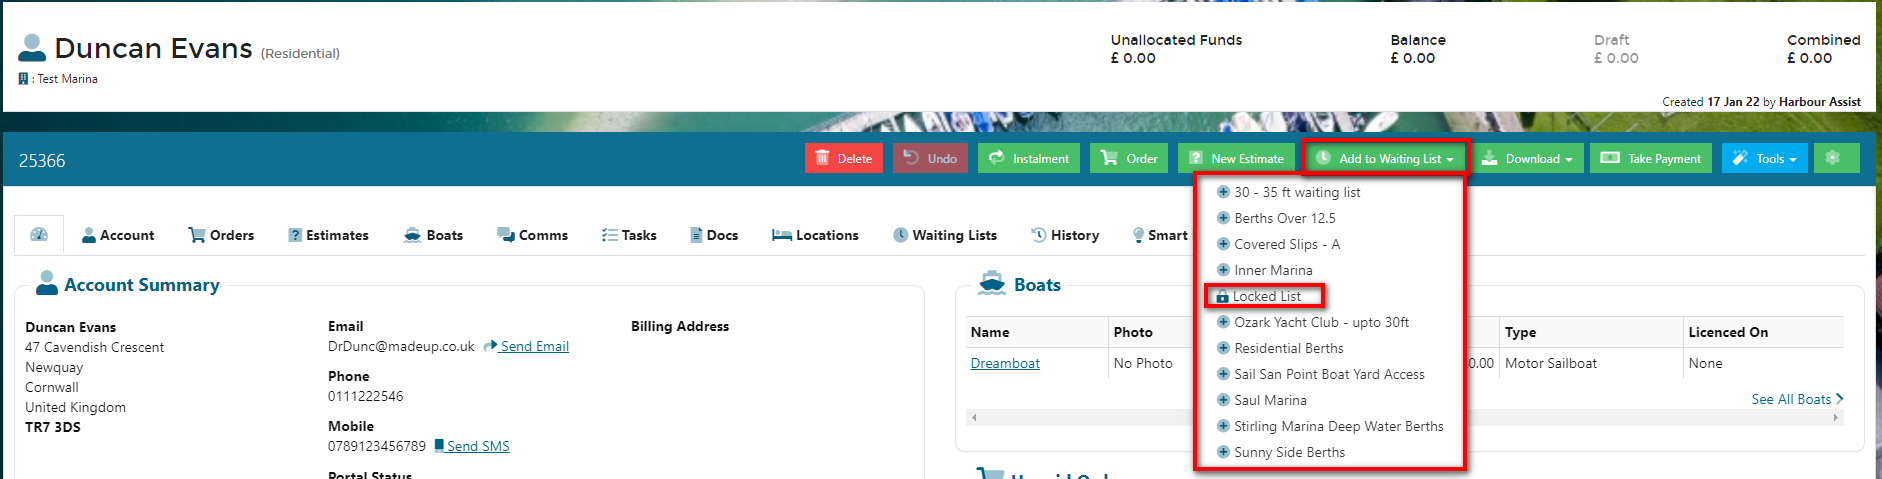 Duncan Evans (Residential)
: Test Marina
Unallocated Funds
£ 0.00
Balance
£ 0.00
Draft
£ 0.00
Combined
£ 0.00
Created 17 Jan 22 by Harbour Assist
25366
Delete
Undo
Instalment
Order
New Estimate
Add to Waiting List
Download
Take Payment
Tools
30 - 35 ft waiting list
Berths Over 12.5
Covered Slips - A
Inner Marina
Locked List
Ozark Yacht Club - upto 30ft
Residential Berths
Sail San Point Boat Yard Access
Saul Marina
Stirling Marina Deep Water Berths
Sunny Side Berths
Account
Orders
Estimates
Boats
Comms
Tasks
Docs
Locations
Waiting Lists
History
Smart
Account Summary
Duncan Evans
47 Cavendish Crescent
Newquay
Cornwall
United Kingdom
TR7 3DS
Email
DrDunc@madeup.co.uk Send Email
Phone
0111222546
Mobile
0789123456789 Send SMS
Portal Status
Billing Address
Boats
Name Photo Type Licenced On
Dreamboat No Photo 0.00 Motor Sailboat None
See All Boats